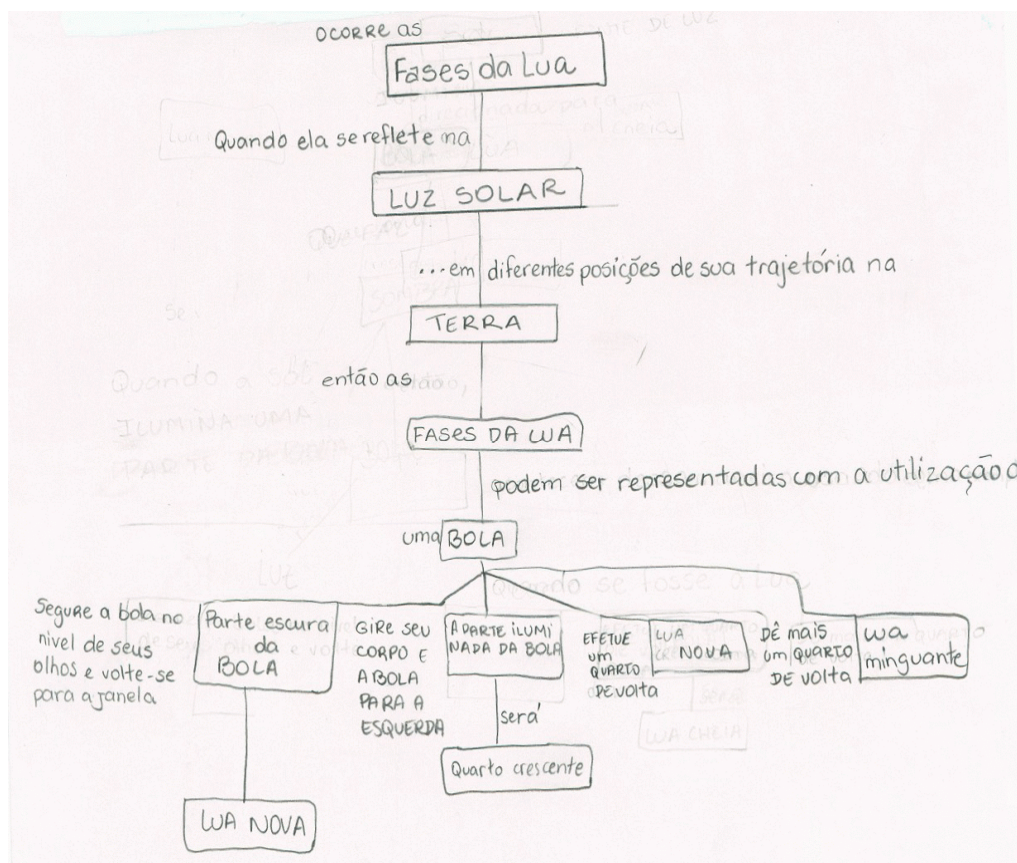 OCORRE as
Fases da Lua
Quando ela se reflete na
LUZ SOLAR
...em diferentes posições de sua trajetória na
TERRA
então as
FASES DA LUA
podem ser representadas com a utilização d
uma BOLA
Segure a bola no
nivel de seus
olhos e volte-se
para a janela
Parte escura
da
BOLA
GIRE SEU
CORPO E
A BOLA
PARA A
ESQUERDA
A PARTE ILUMI
NADA DA BOLA
EFETUE
UM
QUARTO
DE VOLTA
LUA
NOVA
DÊ MAIS
UM QUARTO
DE VOLTA
LUA
minguante
será
Quarto crescente
LUA NOVA